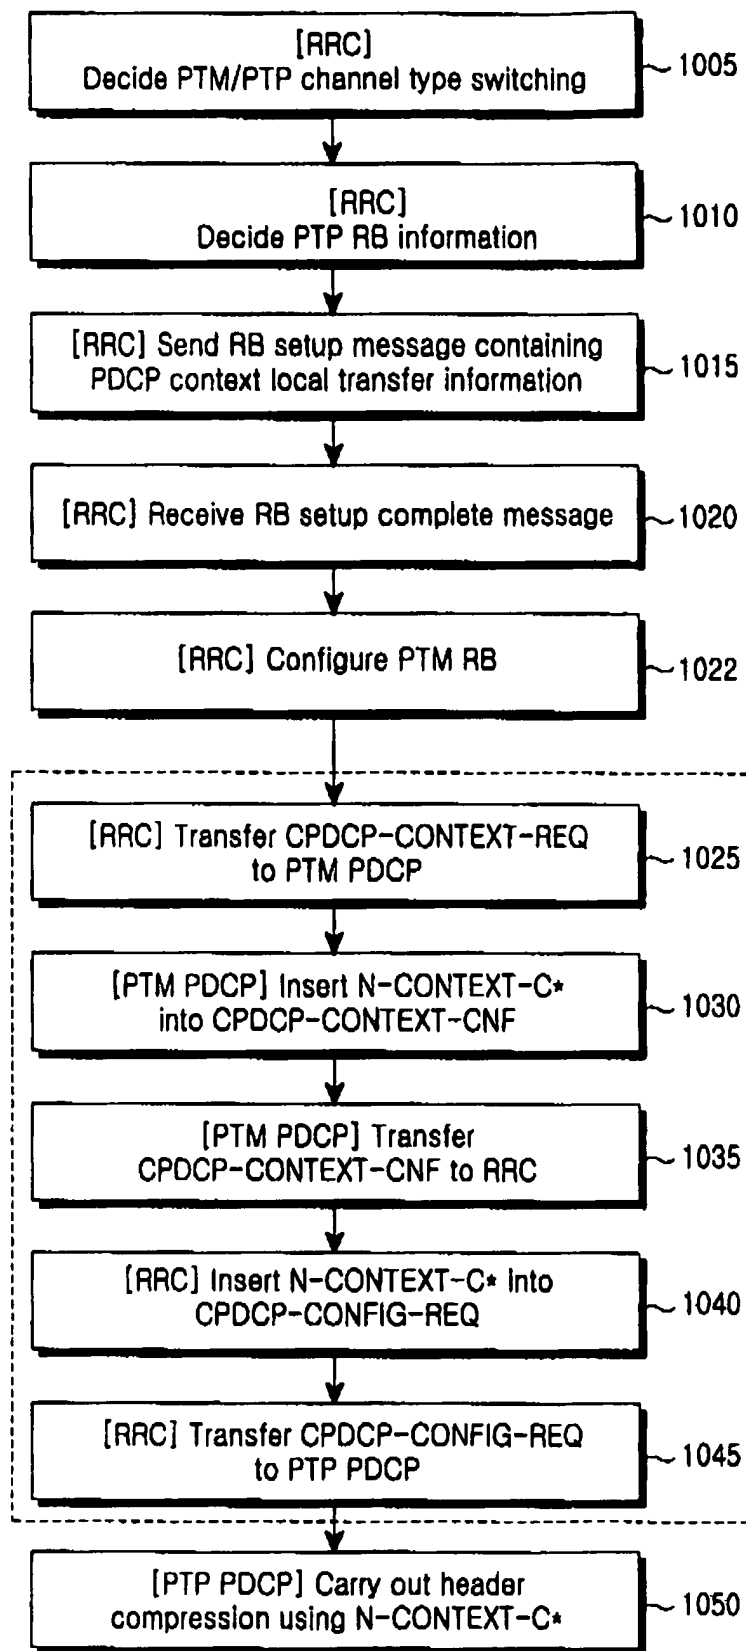 [RRC]
Decide PTM/PTP channel type switching
1005
[RRC]
Decide PTP RB information
1010
[RRC] Send RB setup message containing
PDCP context local transfer information
1015
[RRC] Receive RB setup complete message
1020
[RRC] Configure PTM RB
1022
[RRC] Transfer CPDCP-CONTEXT-REQ
to PTM PDCP
1025
[PTM PDCP] Insert N-CONTEXT-C*
into CPDCP-CONTEXT-CNF
1030
[PTM PDCP] Transfer
CPDCP-CONTEXT-CNF to RRC
1035
[RRC] Insert N-CONTEXT-C* into
CPDCP-CONFIG-REQ
1040
[RRC] Transfer CPDCP-CONFIG-REQ
to PTP PDCP
1045
[PTP PDCP] Carry out header
compression using N-CONTEXT-C*
1050